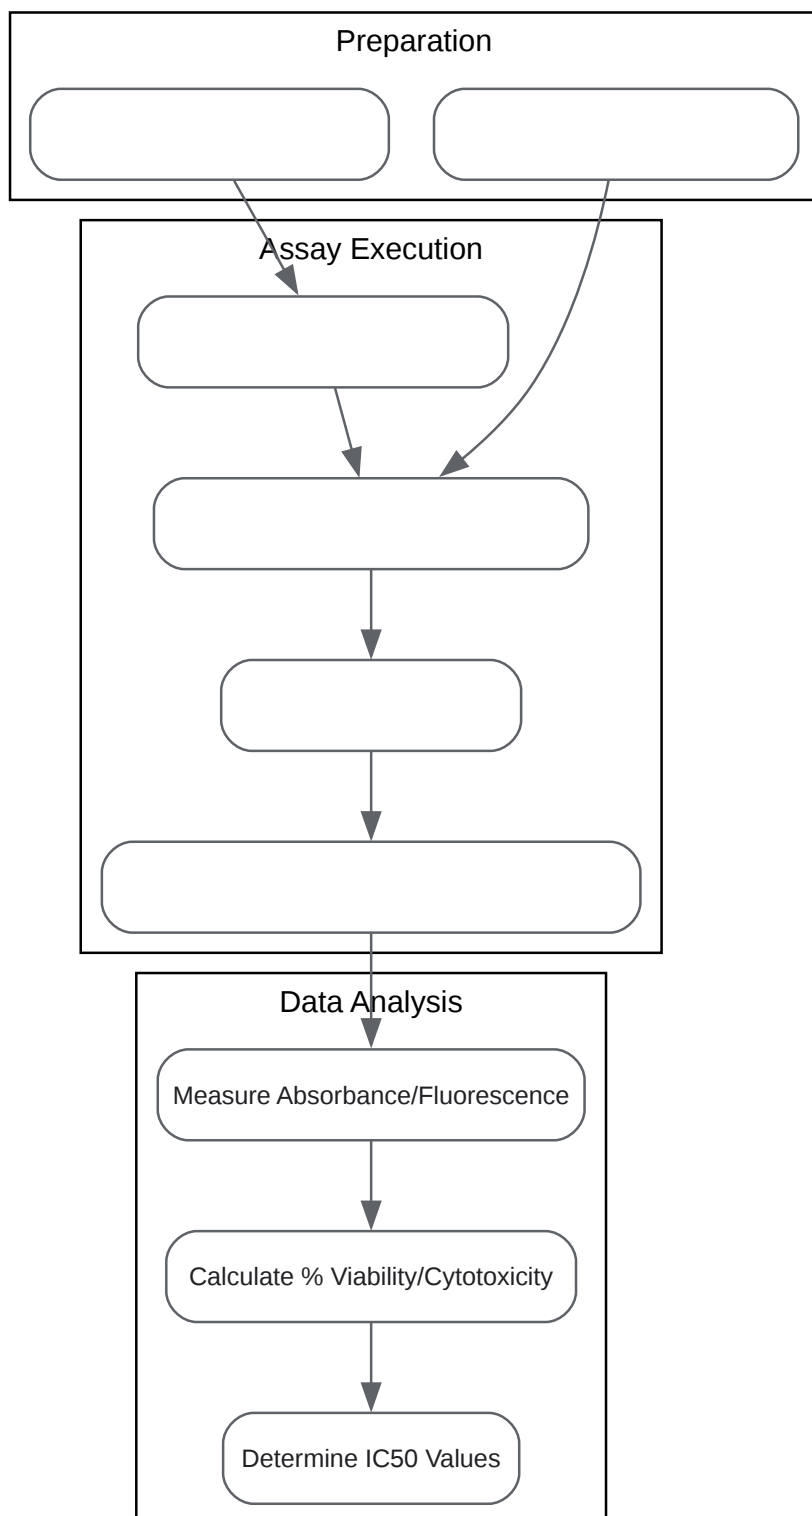 Preparation
Assay Execution
Data Analysis
Measure Absorbance/Fluorescence
Calculate % Viability/Cytotoxicity
Determine IC50 Values